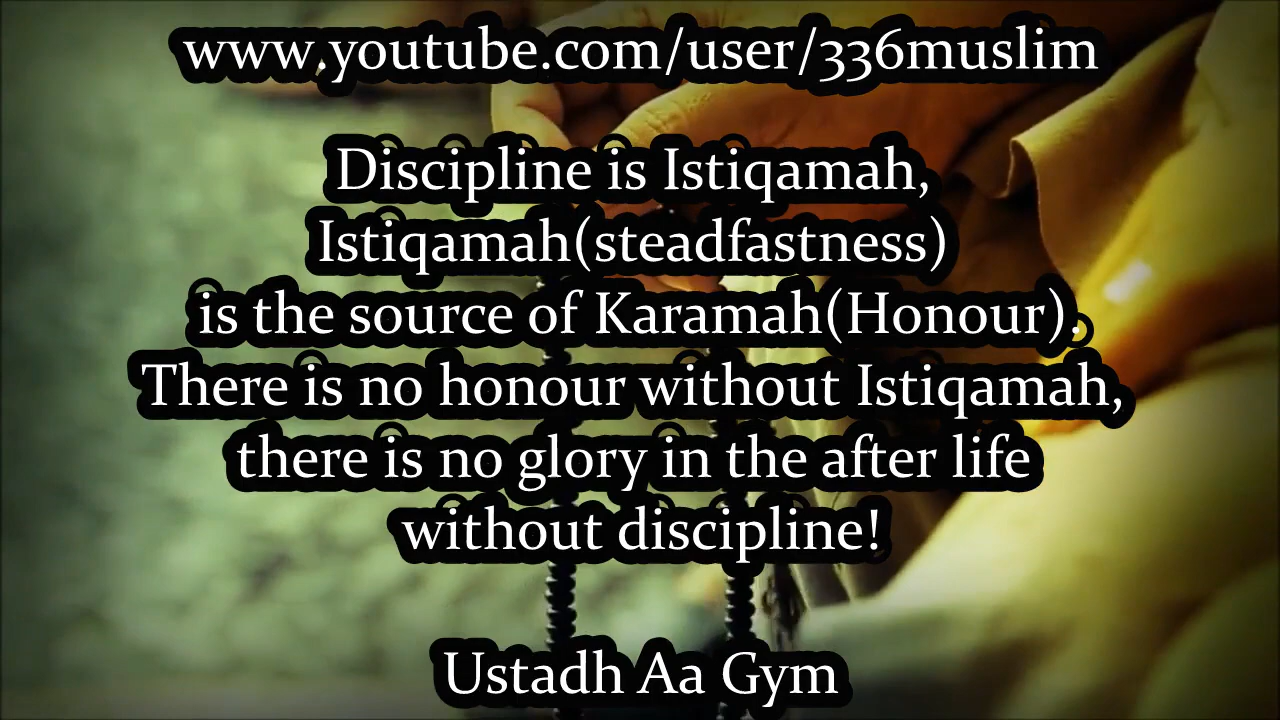 www.youtube.com/user/336muslim
Discipline is Istiqamah,
Istiqamah(steadfastness)
is the source of Karamah(Honour).
There is no honour without Istiqamah,
there is no glory in the after life
without discipline!
Ustadh Aa Gym